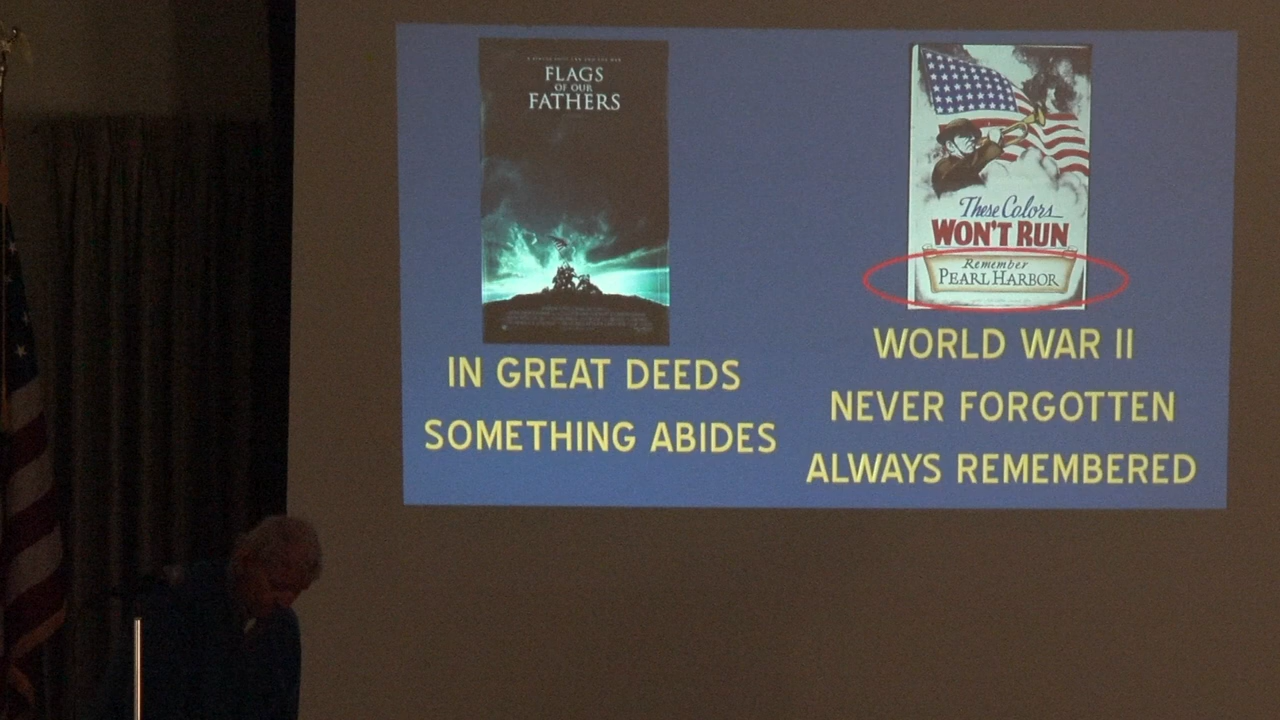 FLAGS
OF OUR
FATHERS
IN GREAT DEEDS
SOMETHING ABIDES
These Colors
WON'T RUN
Remember
PEARL HARBOR
WORLD WAR II
NEVER FORGOTTEN
ALWAYS REMEMBERED